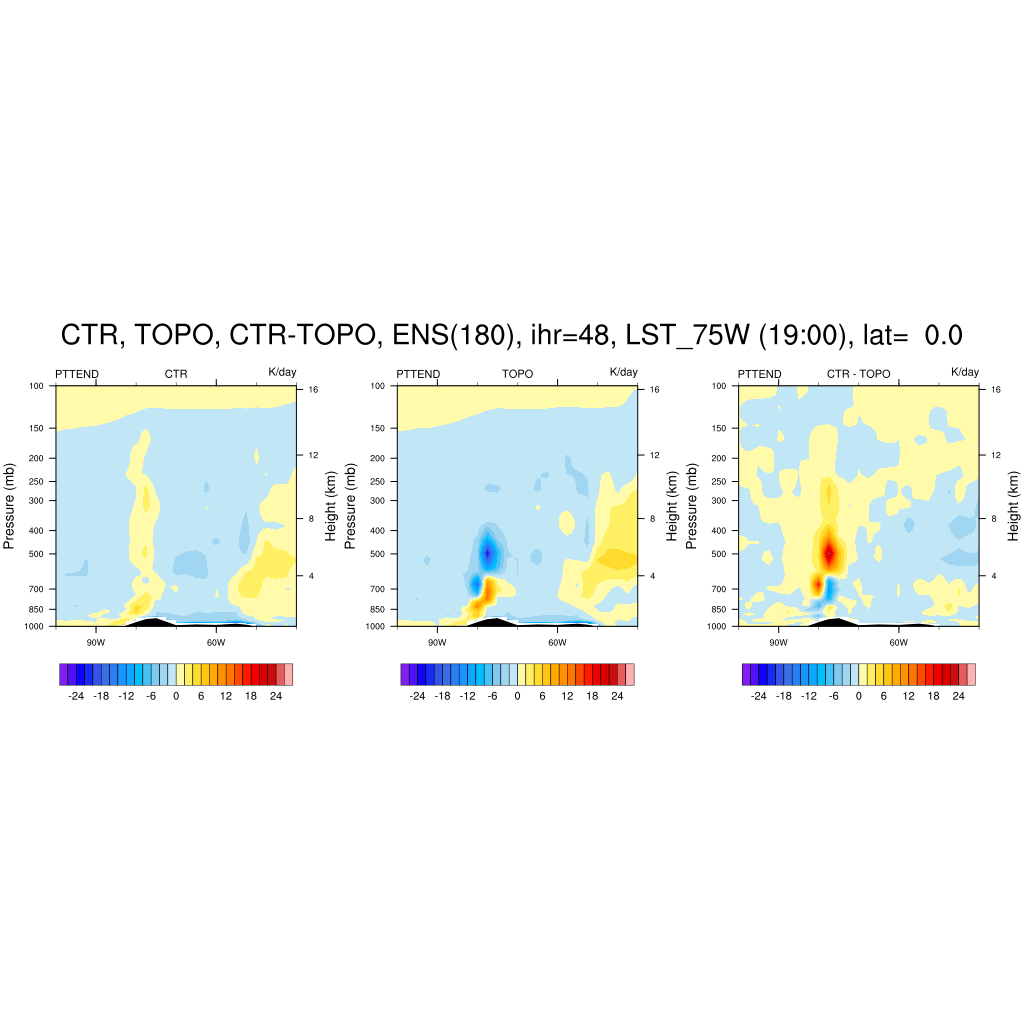 CTR, TOPO, CTR-TOPO, ENS(180), ihr=48, LST_75W (19:00), lat= 0.0
PTTEND CTR K/day
100
150
200
250
300
400
500
700
850
1000
Pressure (mb)
16
12
8
4
Height (km)
90W 60W
-24 -18 -12 -6 0 6 12 18 24
PTTEND TOPO K/day
100
150
200
250
300
400
500
700
850
1000
Pressure (mb)
16
12
8
4
Height (km)
90W 60W
-24 -18 -12 -6 0 6 12 18 24
PTTEND CTR - TOPO K/day
100
150
200
250
300
400
500
700
850
1000
Pressure (mb)
16
12
8
4
Height (km)
90W 60W
-24 -18 -12 -6 0 6 12 18 24